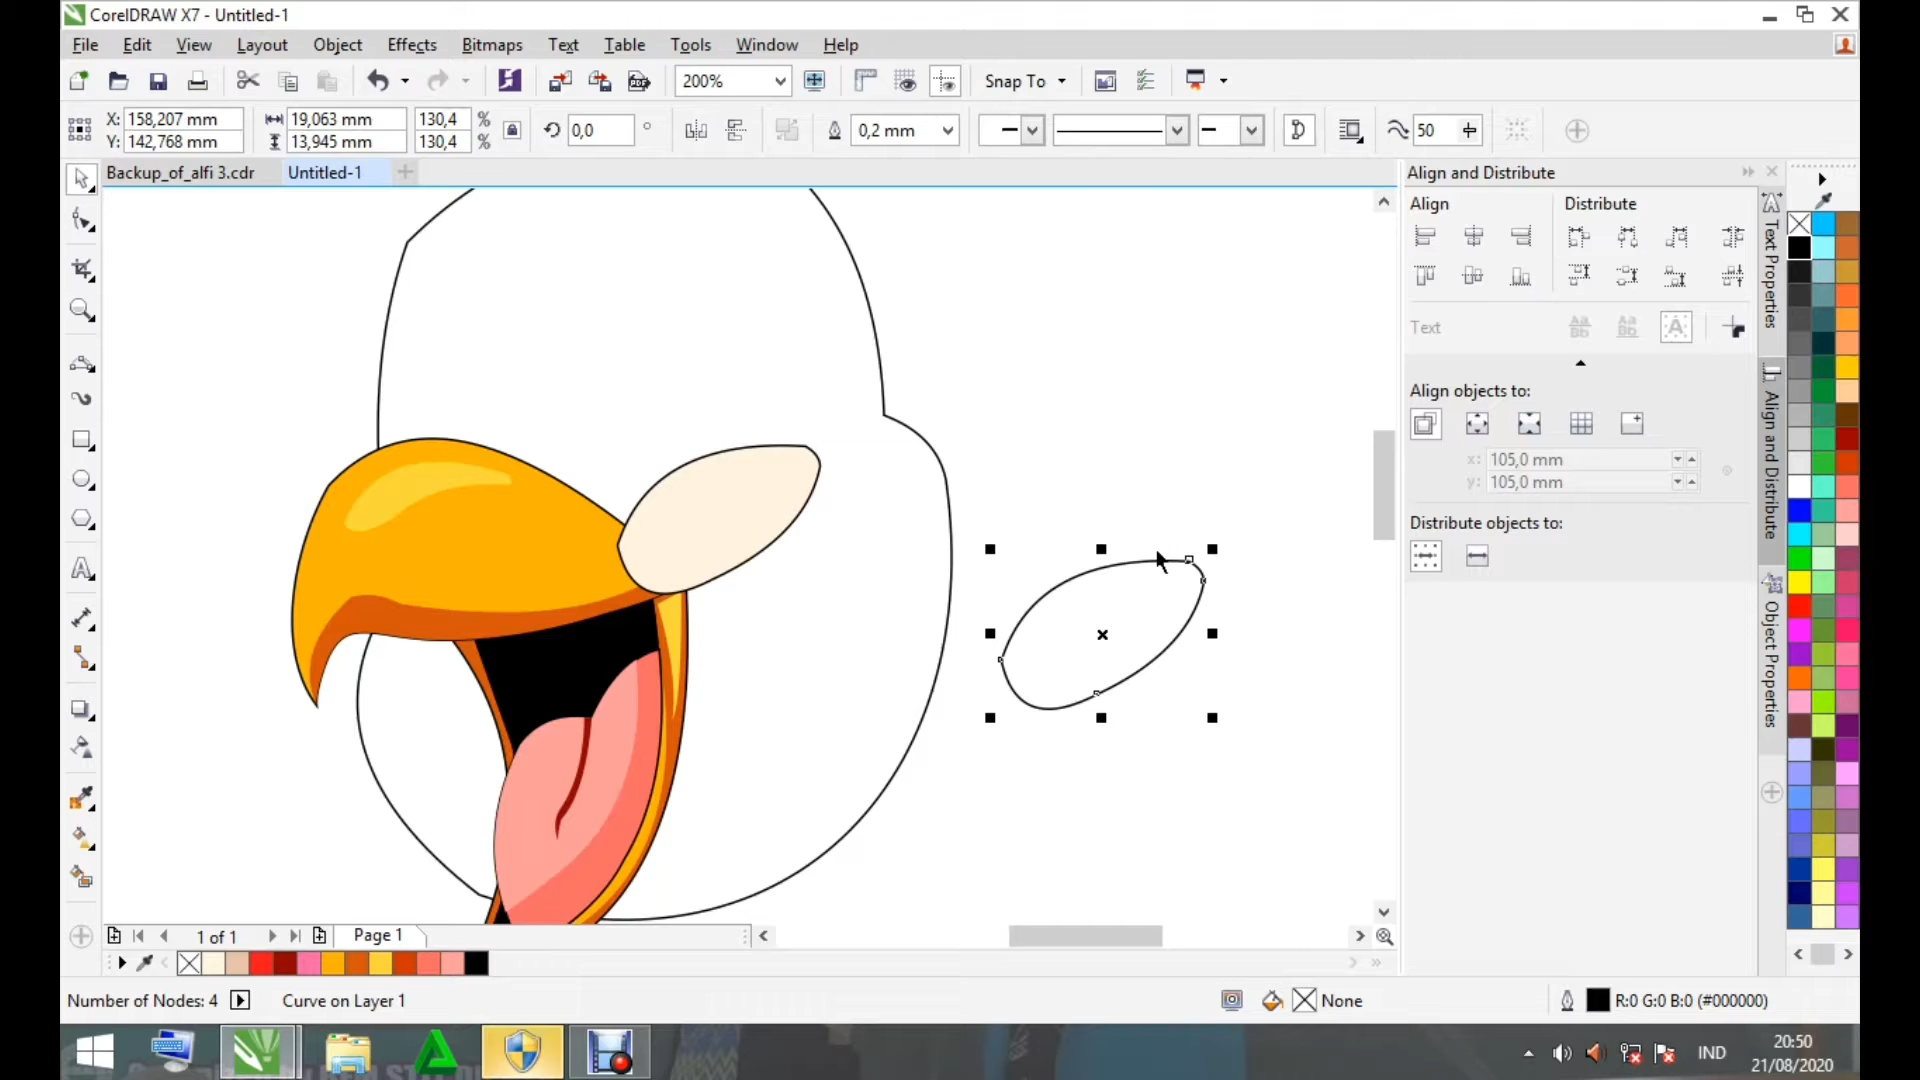 CorelDRAW X7 - Untitled-1
File Edit View Layout Object Effects Bitmaps Text Table Tools Window Help
200% Snap To
X: 158,207 mm 19,063 mm 130,4 % 0,0 ° 0,2 mm 50
Y: 142,768 mm 13,945 mm 130,4 %
Backup_of_alfi 3.cdr Untitled-1
Align and Distribute
Align Distribute
Text
Align objects to:
x: 105,0 mm
y: 105,0 mm
Distribute objects to:
Text Properties
Align and Distribute
Object Properties
1 of 1 Page 1
Number of Nodes: 4 Curve on Layer 1 None R:0 G:0 B:0 (#000000)
IND
20:50
21/08/2020